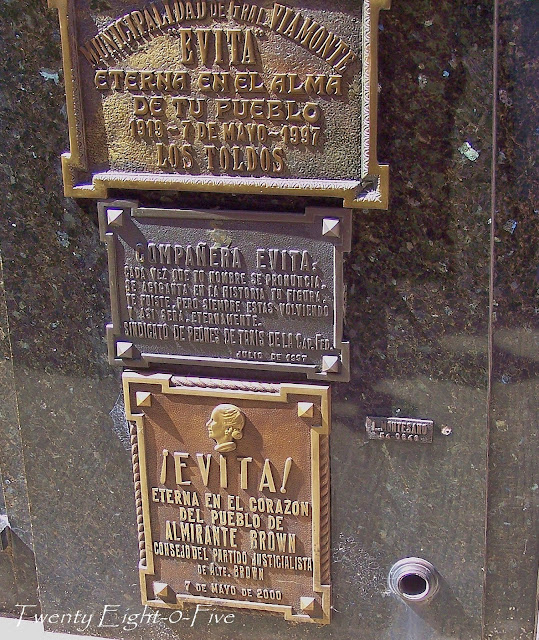 MUNICIPALIDAD DE GRAL VIAMONTE
"EVITA"
ETERNA EN EL ALMA
DE TU PUEBLO
1919-7 DE MAYO-1997
LOS TOLDOS
COMPAÑERA EVITA:
CADA VEZ QUE TU NOMBRE SE PRONUNCIA,
SE AGIGANTA EN LA HISTORIA TU FIGURA.
TE FUISTE, PERO SIEMPRE ESTAS VOLVIENDO
Y ASI SERA, ETERNAMENTE.
SINDICATO DE PEONES DE TAXIS DE LA CAP. FED.
JULIO DE 1997
¡EVITA!
ETERNA EN EL CORAZON
DEL PUEBLO DE
ALMIRANTE BROWN
CONSEJO DEL PARTIDO JUSTICIALISTA
DE ALTE. BROWN
7 DE MAYO DE 2000
Twenty Eight-0-Five